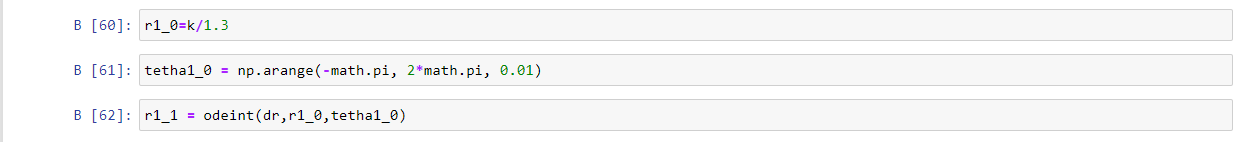 В [60]: r1_0=k/1.3
В [61]: tetha1_0 = np.arange(-math.pi, 2*math.pi, 0.01)
В [62]: r1_1 = odeint(dr,r1_0,tetha1_0)